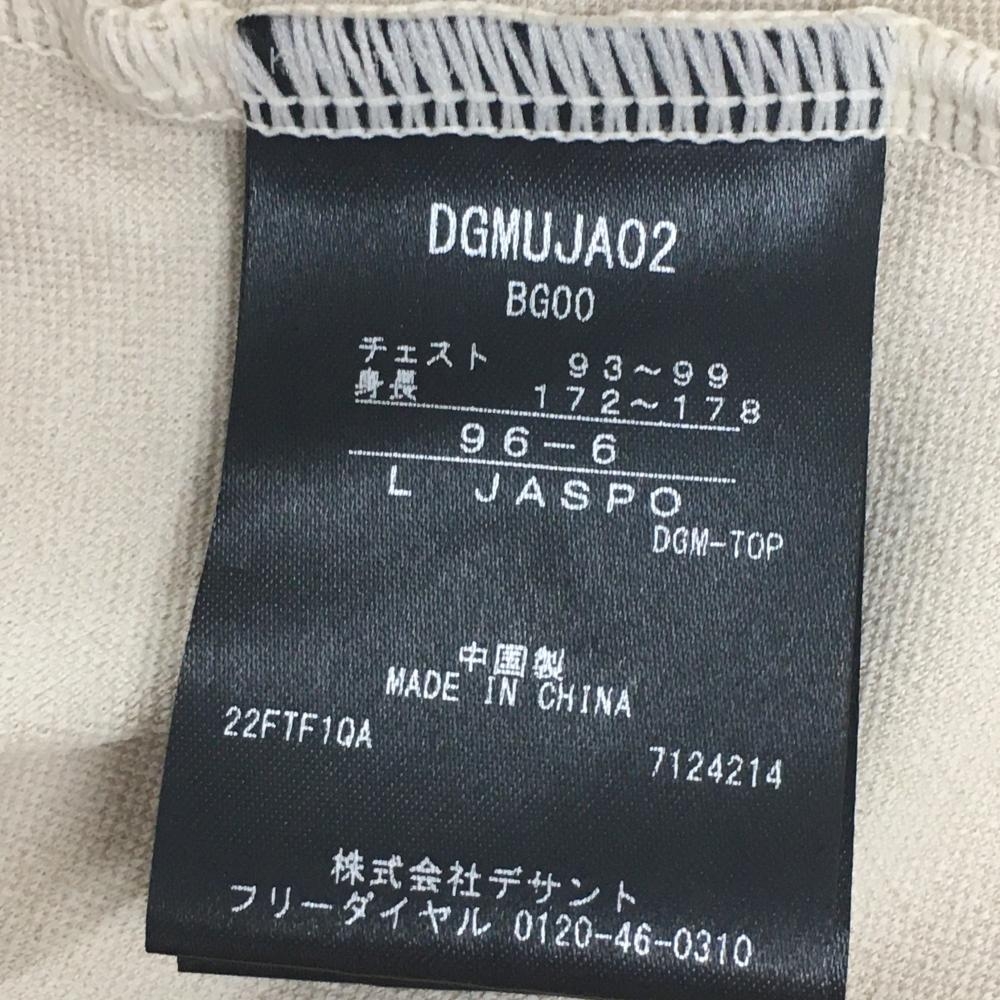 DGMUJA02
BG00
チェスト 93～99
身長 172～178
96－6
L JASPO
DGM-TOP
中国製
MADE IN CHINA
22FTF1QA
7124214
株式会社デサント
フリーダイヤル 0120-46-0310